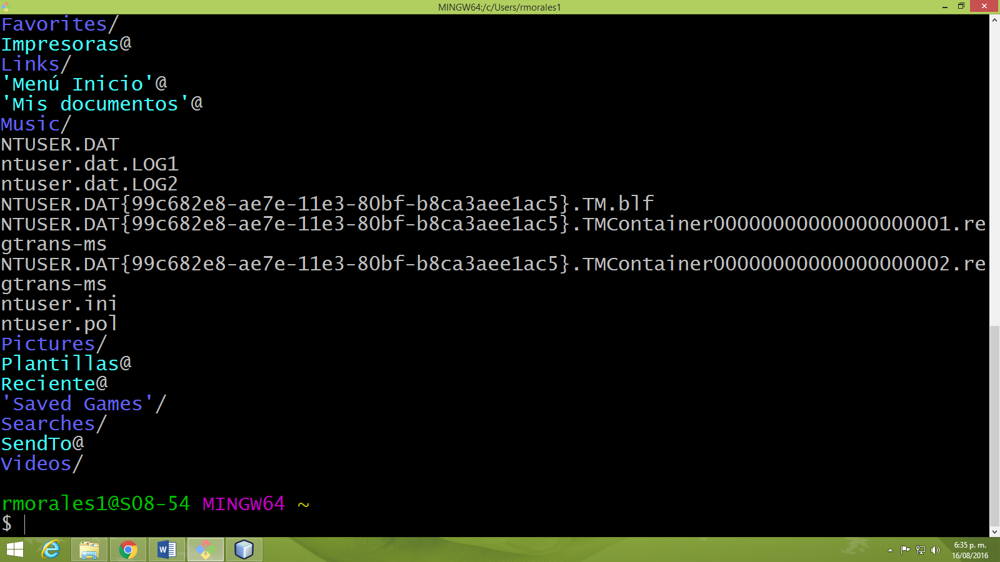 MINGW64:/c/Users/rmorales1
Favorites/
Impresoras@
Links/
'Menú Inicio'@
'Mis documentos'@
Music/
NTUSER.DAT
ntuser.dat.LOG1
ntuser.dat.LOG2
NTUSER.DAT{99c682e8-ae7e-11e3-80bf-b8ca3aee1ac5}.TM.blf
NTUSER.DAT{99c682e8-ae7e-11e3-80bf-b8ca3aee1ac5}.TMContainer00000000000000000001.re
gtrans-ms
NTUSER.DAT{99c682e8-ae7e-11e3-80bf-b8ca3aee1ac5}.TMContainer00000000000000000002.re
gtrans-ms
ntuser.ini
ntuser.pol
Pictures/
Plantillas@
Reciente@
'Saved Games'/
Searches/
SendTo@
Videos/
rmorales1@S08-54 MINGW64 ~
$
6:35 p. m.
16/08/2016